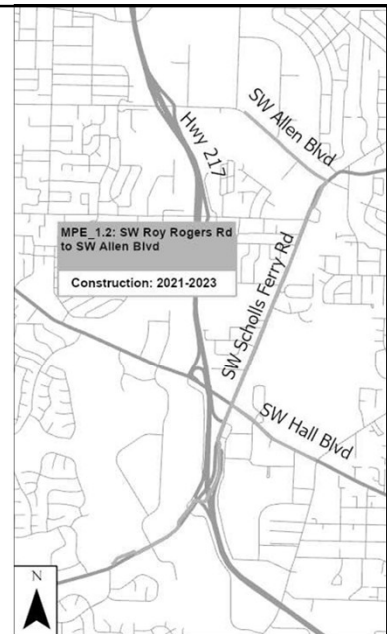 SW Allen Blvd
Hwy 217
MPE_1.2: SW Roy Rogers Rd
to SW Allen Blvd
Construction: 2021-2023
SW Scholls Ferry Rd
SW Hall Blvd
N